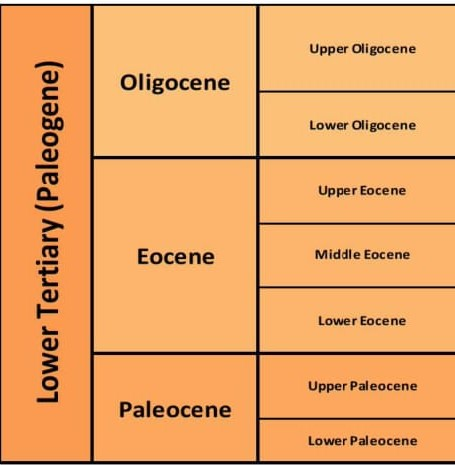 Lower Tertiary (Paleogene)
Oligocene
Upper Oligocene
Lower Oligocene
Eocene
Upper Eocene
Middle Eocene
Lower Eocene
Paleocene
Upper Paleocene
Lower Paleocene